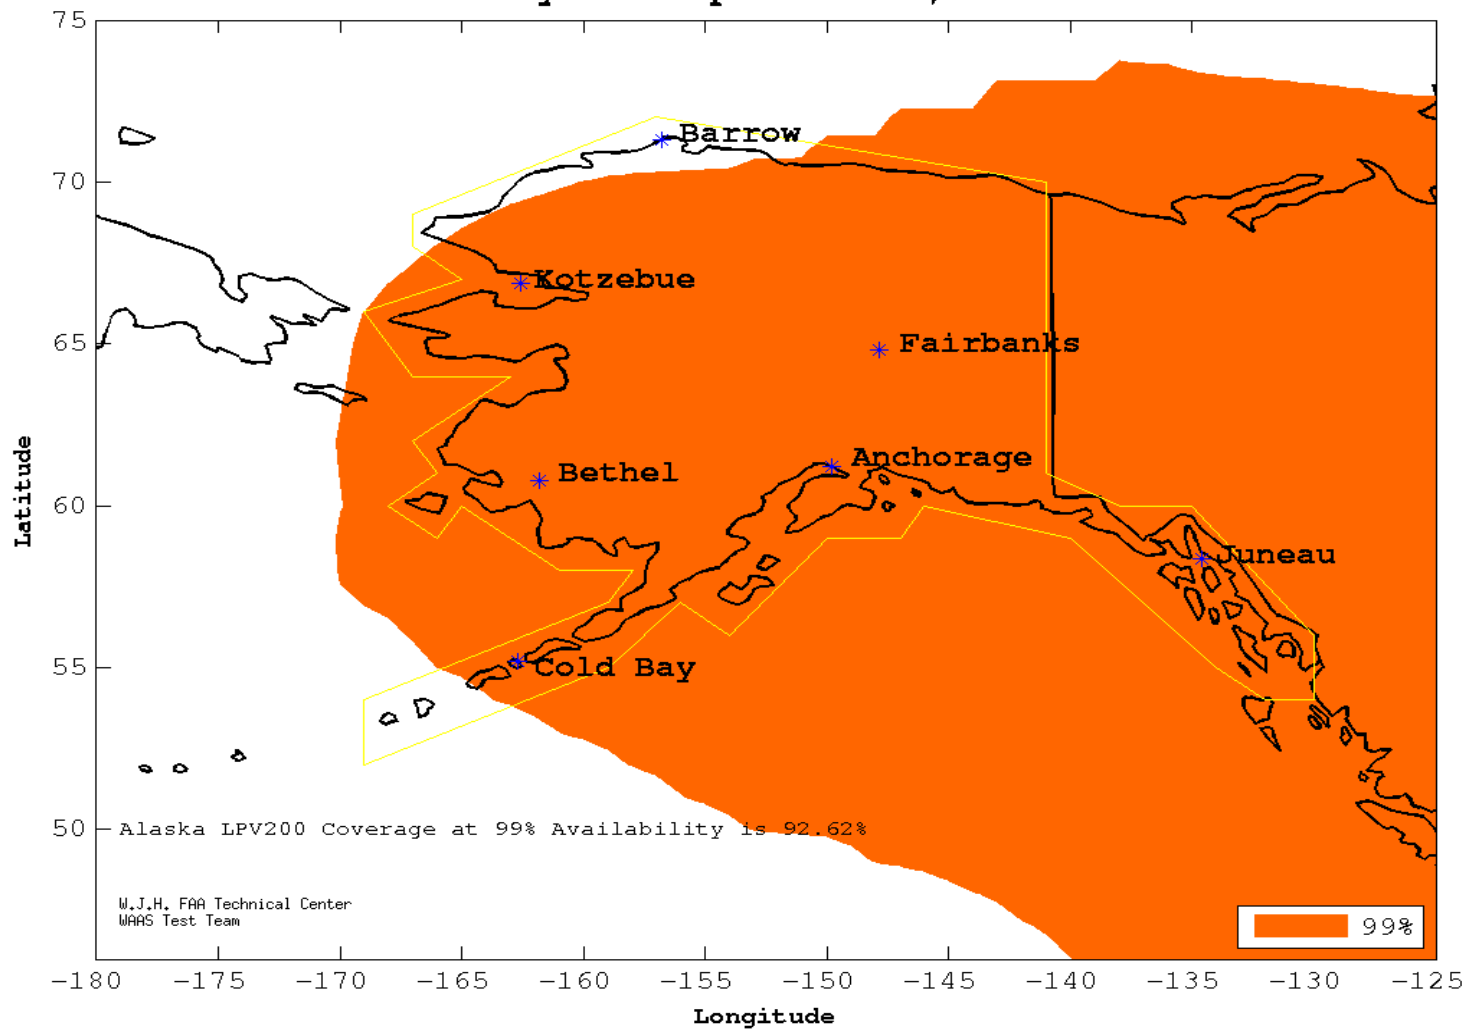 75
70
65
60
55
50
Latitude
Barrow
Kotzebue
Fairbanks
Anchorage
Bethel
Juneau
Cold Bay
Alaska LPV200 Coverage at 99% Availability is 92.62%
W.J.H. FAA Technical Center
WAAS Test Team
99%
-180 -175 -170 -165 -160 -155 -150 -145 -140 -135 -130 -125
Longitude